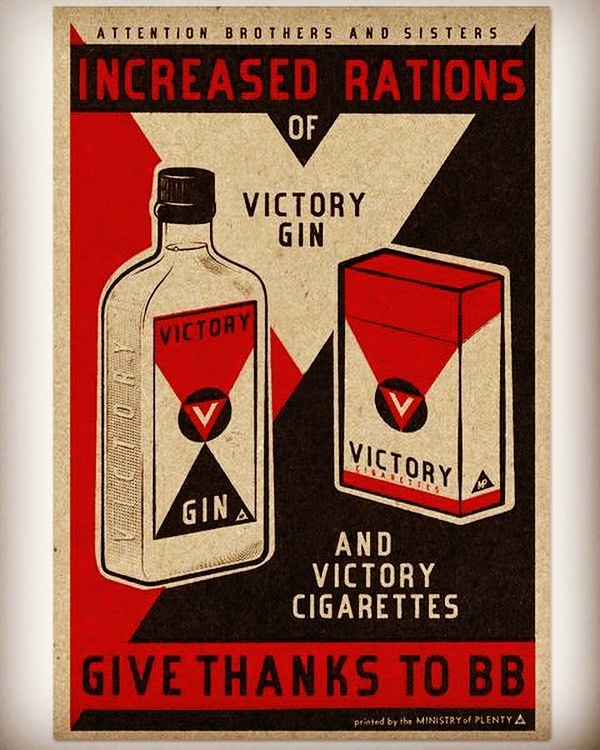 ATTENTION BROTHERS AND SISTERS
INCREASED RATIONS
OF
VICTORY
GIN
VICTORY
V
GIN
VICTORY
V
VICTORY
CIGARETTES
MP
AND
VICTORY
CIGARETTES
GIVE THANKS TO BB
printed by the MINISTRY of PLENTY